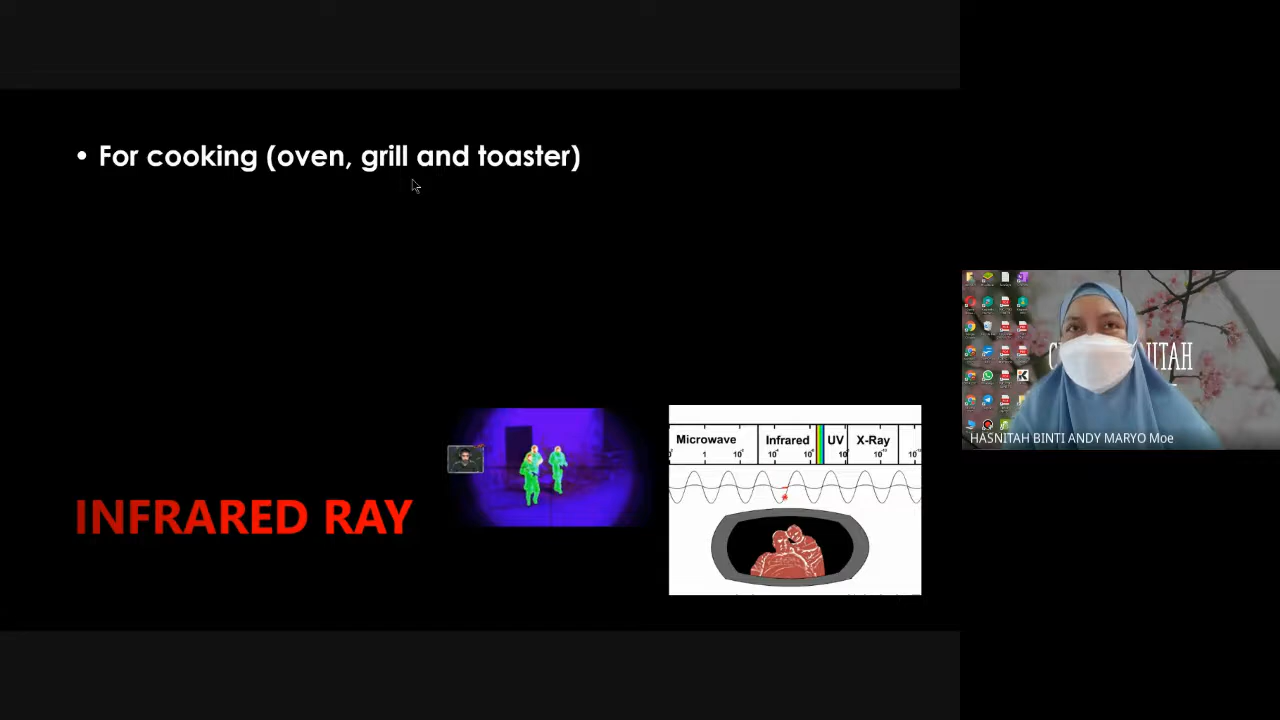 • For cooking (oven, grill and toaster)
INFRARED RAY
Microwave Infrared UV X-Ray
HASNITAH BINTI ANDY MARYO Moe